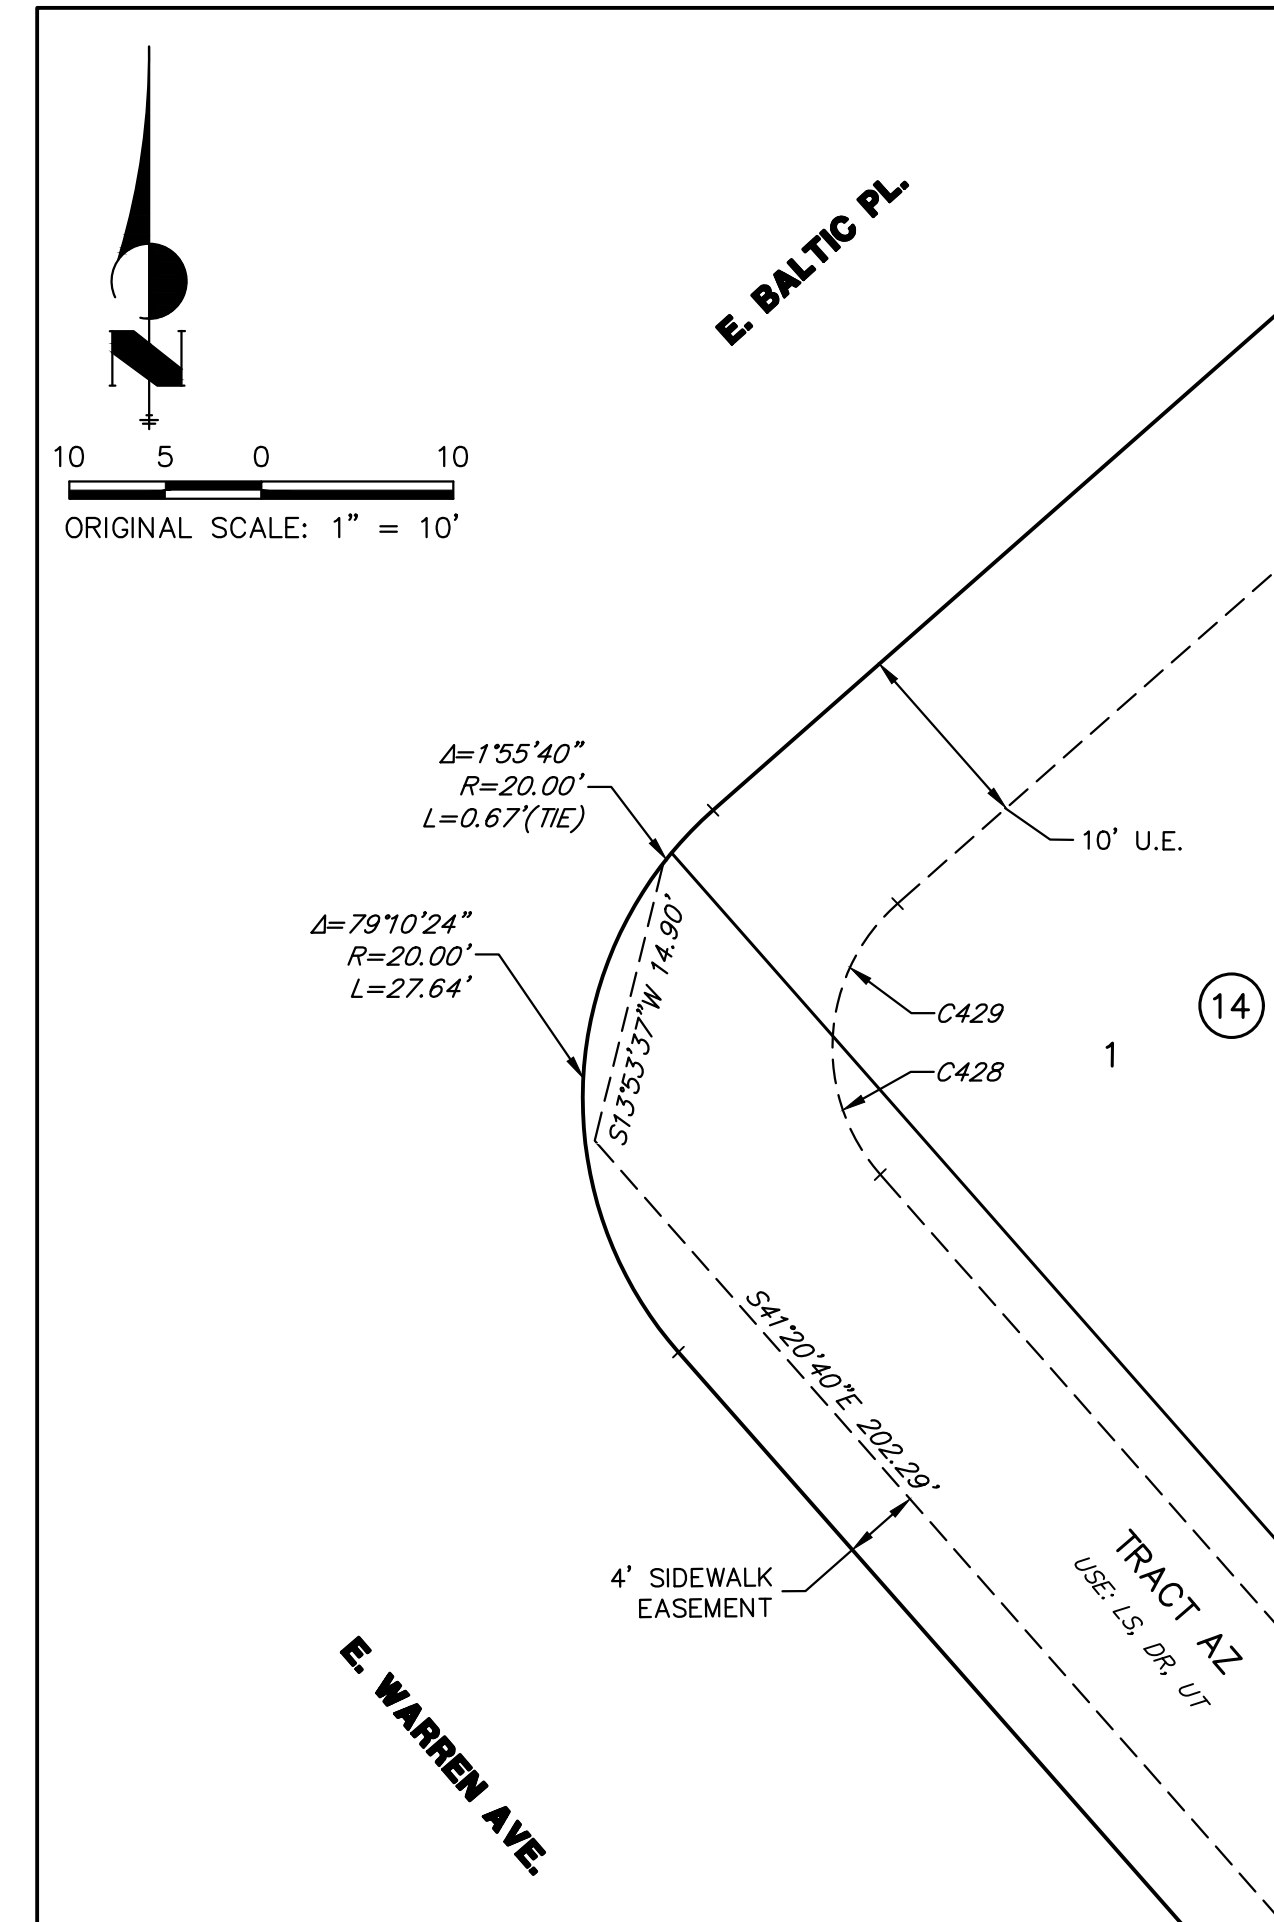 E. BALTIC PL.
N
10 5 0 10
ORIGINAL SCALE: 1" = 10'
Δ=1°55'40"
R=20.00'
L=0.67'(TIE)
10' U.E.
Δ=79°10'24"
R=20.00'
L=27.64'
S13°53'37"W 14.90'
C429
14
1
C428
S41°20'40"E 202.29'
4' SIDEWALK
EASEMENT
TRACT AZ
USE: LS, DR, UT
E. WARREN AVE.